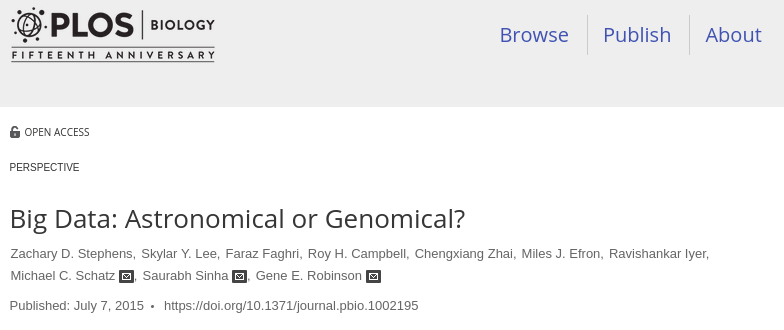 PLOS BIOLOGY
FIFTEENTH ANNIVERSARY
Browse Publish About
OPEN ACCESS
PERSPECTIVE
Big Data: Astronomical or Genomical?
Zachary D. Stephens, Skylar Y. Lee, Faraz Faghri, Roy H. Campbell, Chengxiang Zhai, Miles J. Efron, Ravishankar Iyer,
Michael C. Schatz, Saurabh Sinha, Gene E. Robinson
Published: July 7, 2015 • https://doi.org/10.1371/journal.pbio.1002195